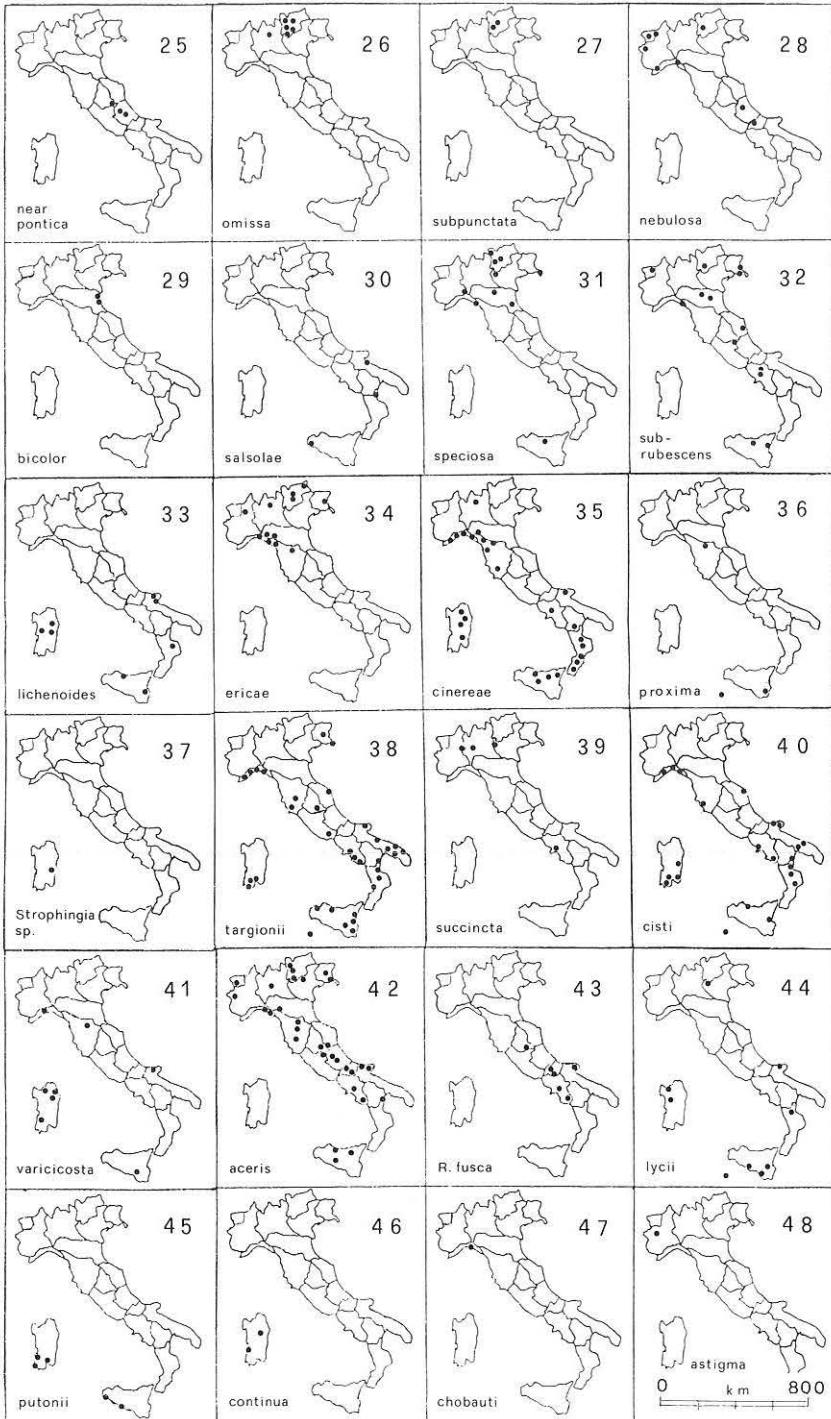 25
near
pontica
26
omissa
27
subpunctata
28
nebulosa
29
bicolor
30
salsolae
31
speciosa
32
sub-
rubescens
33
lichenoides
34
ericae
35
cinereae
36
proxima
37
Strophingia
sp.
38
targionii
39
succincta
40
cisti
41
varicicosta
42
aceris
43
R. fusca
44
lycii
45
putonii
46
continua
47
chobauti
48
astigma
0 km 800